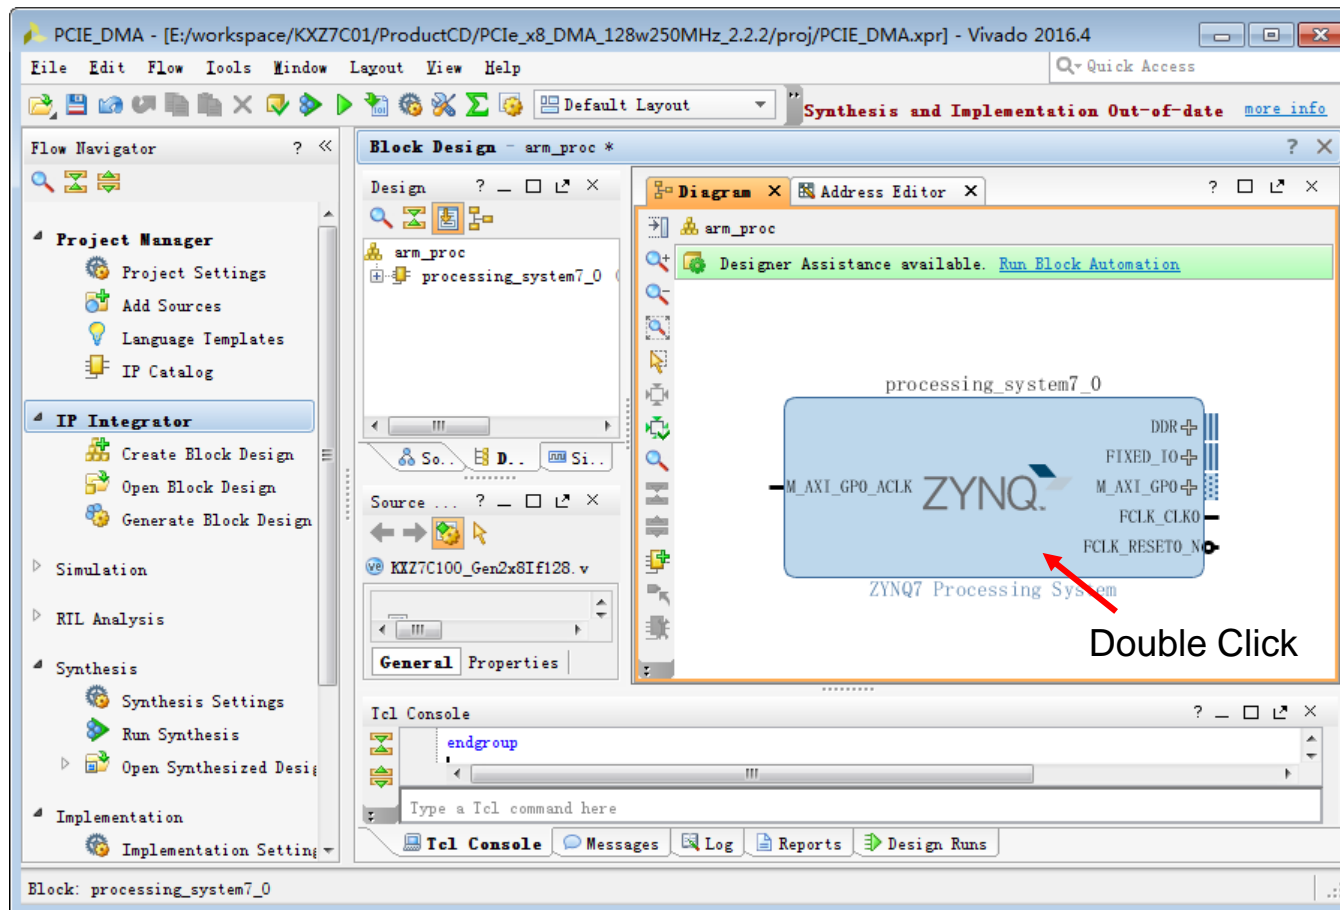 PCIE_DMA - [E:/workspace/KXZ7C01/ProductCD/PCIe_x8_DMA_128w250MHz_2.2.2/proj/PCIE_DMA.xpr] - Vivado 2016.4
File Edit Flow Tools Window Layout View Help
Quick Access
Default Layout
Synthesis and Implementation Out-of-date more info
Flow Navigator
Project Manager
Project Settings
Add Sources
Language Templates
IP Catalog
IP Integrator
Create Block Design
Open Block Design
Generate Block Design
Simulation
RTL Analysis
Synthesis
Synthesis Settings
Run Synthesis
Open Synthesized Desig
Implementation
Implementation Setting
Block Design - arm_proc *
Design
arm_proc
processing_system7_0 (
So.. D.. Si..
Source ...
KXZ7C100_Gen2x8If128.v
General Properties
Diagram Address Editor
arm_proc
Designer Assistance available. Run Block Automation
processing_system7_0
DDR
FIXED_IO
M_AXI_GP0_ACLK ZYNQ. M_AXI_GP0
FCLK_CLK0
FCLK_RESET0_N
ZYNQ7 Processing System
Double Click
Tcl Console
endgroup
Type a Tcl command here
Tcl Console Messages Log Reports Design Runs
Block: processing_system7_0